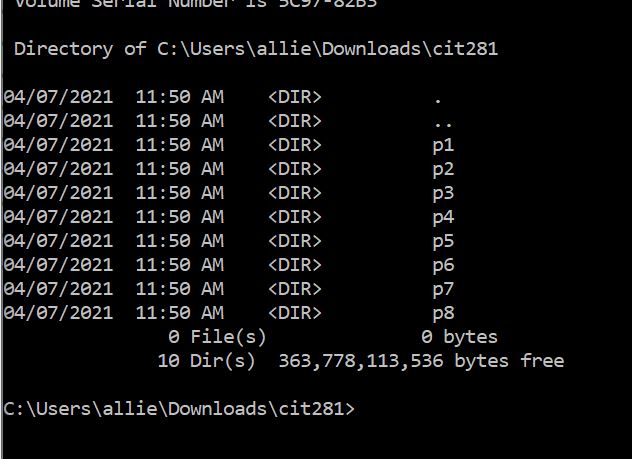 Volume Serial Number is 5C97-82B3
Directory of C:\Users\allie\Downloads\cit281
04/07/2021  11:50 AM    <DIR>          .
04/07/2021  11:50 AM    <DIR>          ..
04/07/2021  11:50 AM    <DIR>          p1
04/07/2021  11:50 AM    <DIR>          p2
04/07/2021  11:50 AM    <DIR>          p3
04/07/2021  11:50 AM    <DIR>          p4
04/07/2021  11:50 AM    <DIR>          p5
04/07/2021  11:50 AM    <DIR>          p6
04/07/2021  11:50 AM    <DIR>          p7
04/07/2021  11:50 AM    <DIR>          p8
0 File(s)              0 bytes
10 Dir(s)  363,778,113,536 bytes free
C:\Users\allie\Downloads\cit281>